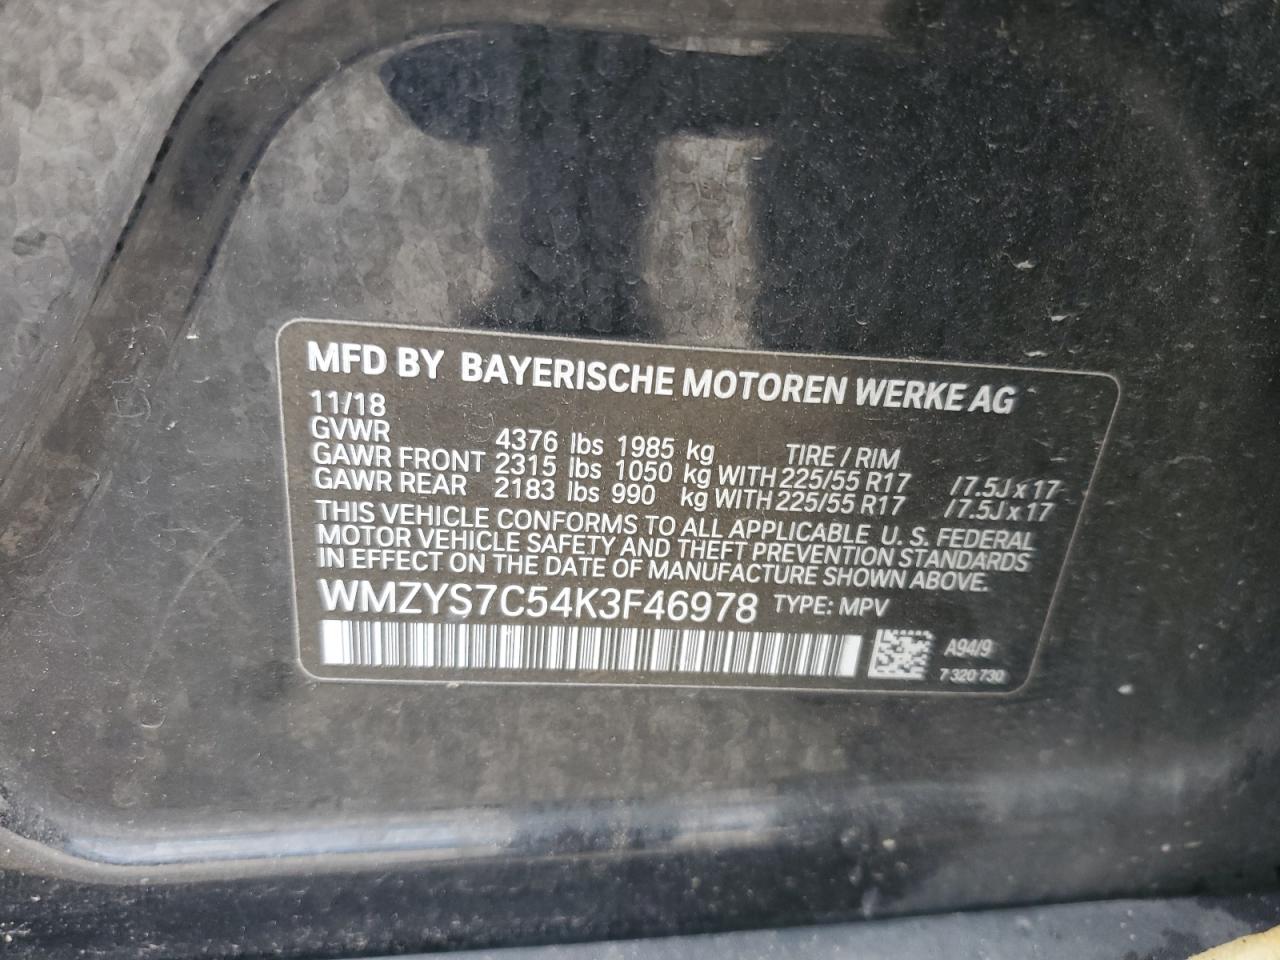 MFD BY BAYERISCHE MOTOREN WERKE AG
11/18
GVWR 4376 lbs 1985 kg TIRE / RIM
GAWR FRONT 2315 lbs 1050 kg WITH 225/55 R17 /7.5J x 17
GAWR REAR 2183 lbs 990 kg WITH 225/55 R17 /7.5J x 17
THIS VEHICLE CONFORMS TO ALL APPLICABLE U. S. FEDERAL
MOTOR VEHICLE SAFETY AND THEFT PREVENTION STANDARDS
IN EFFECT ON THE DATE OF MANUFACTURE SHOWN ABOVE.
WMZYS7C54K3F46978 TYPE: MPV
A94/9
7 320 730